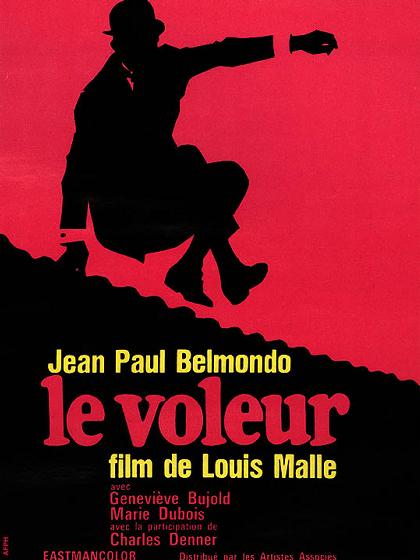 Jean Paul Belmondo
le voleur
film de Louis Malle
avec
Geneviève Bujold
Marie Dubois
avec la participation de
Charles Denner
EASTMANCOLOR Distribué par les Artistes Associés
AFPH